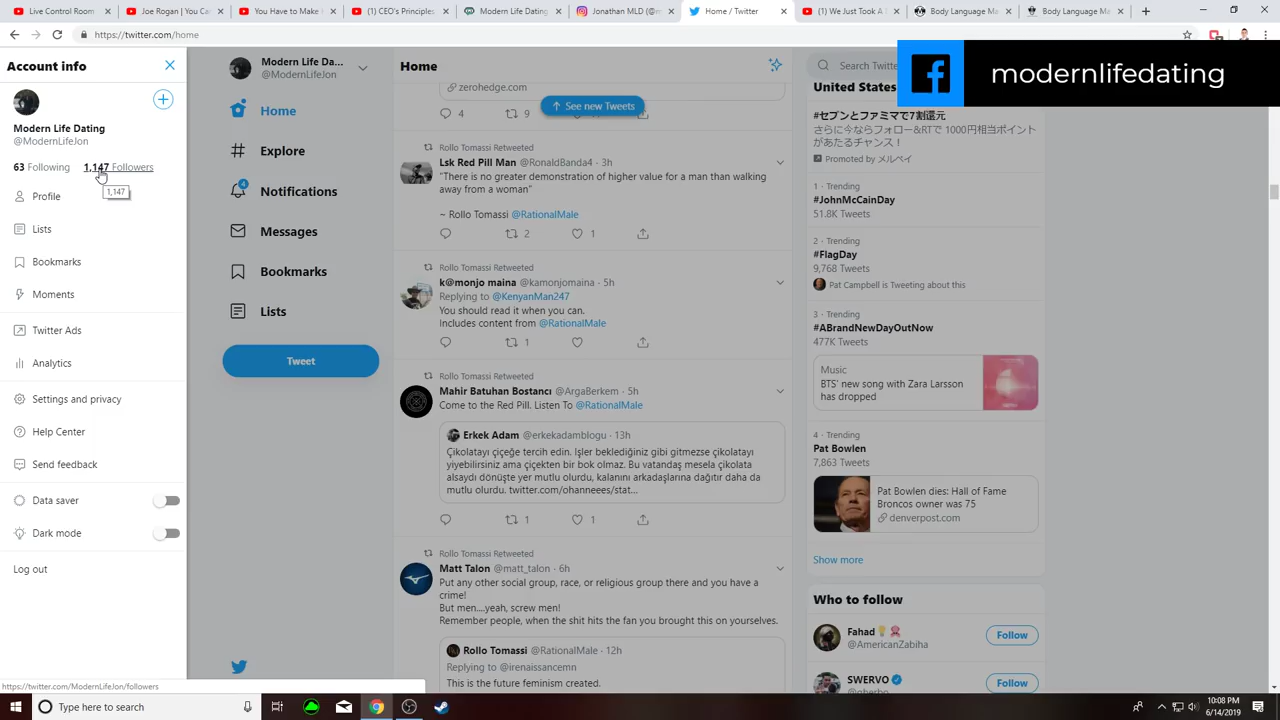 Live Control Room
(1) Joe Rogan | You Ca
You Have to Make
(1) CEO's Principles
Modern Life Dating
Jonathan MLD (@m
Home / Twitter
(1) We Just Took A
Body Language Ma
Body Language Ma
https://twitter.com/home
modernlifedating
Account info
Modern Life Dating
@ModernLifeJon
63 Following 1,147 Followers
1,147
Profile
Lists
Bookmarks
Moments
Twitter Ads
Analytics
Settings and privacy
Help Center
Send feedback
Data saver
Dark mode
Log out
https://twitter.com/ModernLifeJon/followers
Modern Life Da...
@ModernLifeJon
Home
Explore
4
Notifications
Messages
Bookmarks
Lists
Tweet
Home
zerohedge.com
See new Tweets
4 9
Rollo Tomassi Retweeted
Lsk Red Pill Man @RonaldBanda4 · 3h
"There is no greater demonstration of higher value for a man than walking
away from a woman"
~ Rollo Tomassi @RationalMale
2 1
Rollo Tomassi Retweeted
k@monjo maina @kamonjomaina · 5h
Replying to @KenyanMan247
You should read it when you can.
Includes content from @RationalMale
1
Rollo Tomassi Retweeted
Mahir Batuhan Bostancı @ArgaBerkem · 5h
Come to the Red Pill. Listen To @RationalMale
Erkek Adam @erkekadamblogu · 13h
Çikolatayı çiçeğe tercih edin. Işler beklediğiniz gibi gitmezse çikolatayı
yiyebilirsiniz ama çiçekten bir bok olmaz. Bu vatandaş mesela çikolata
alsaydı dönüşte yer mutlu olurdu, kalanını arkadaşlarına dağıtır daha da
mutlu olurdu. twitter.com/ohanneees/stat...
1 1
Rollo Tomassi Retweeted
Matt Talon @matt_talon · 6h
Put any other social group, race, or religious group there and you have a
crime!
But men....yeah, screw men!
Remember people, when the shit hits the fan you brought this on yourselves.
Rollo Tomassi @RationalMale · 12h
Replying to @irenaissancemn
This is the future feminism created.
Search Twitte
United States
#セブンとファミマで7割還元
さらに今ならフォロー&RTで 1000円相当ポイント
があたるチャンス！
Promoted by メルペイ
1 · Trending
#JohnMcCainDay
51.8K Tweets
2 · Trending
#FlagDay
9,768 Tweets
Pat Campbell is Tweeting about this
3 · Trending
#ABrandNewDayOutNow
477K Tweets
Music
BTS' new song with Zara Larsson
has dropped
4 · Trending
Pat Bowlen
7,863 Tweets
Pat Bowlen dies: Hall of Fame
Broncos owner was 75
denverpost.com
Show more
Who to follow
Fahad
@AmericanZabiha
Follow
SWERVO
@gherbo
Follow
Type here to search
10:08 PM
6/14/2019